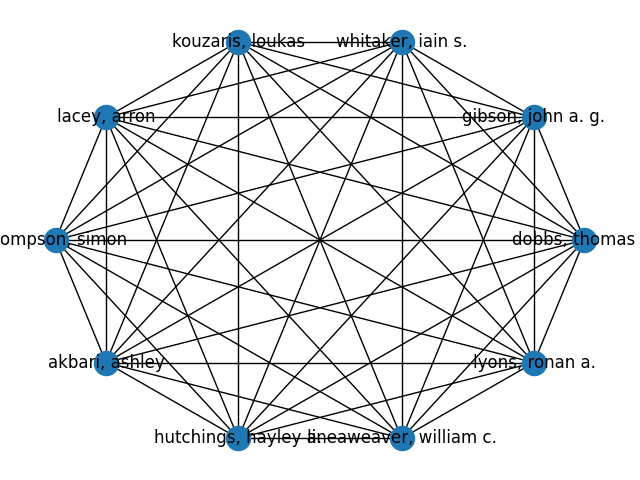 kouzaris, loukas
whitaker, iain s.
lacey, arron
gibson, john a. g.
ompson, simon
dobbs, thomas
akbari, ashley
lyons, ronan a.
hutchings, hayley a.
lineaweaver, william c.